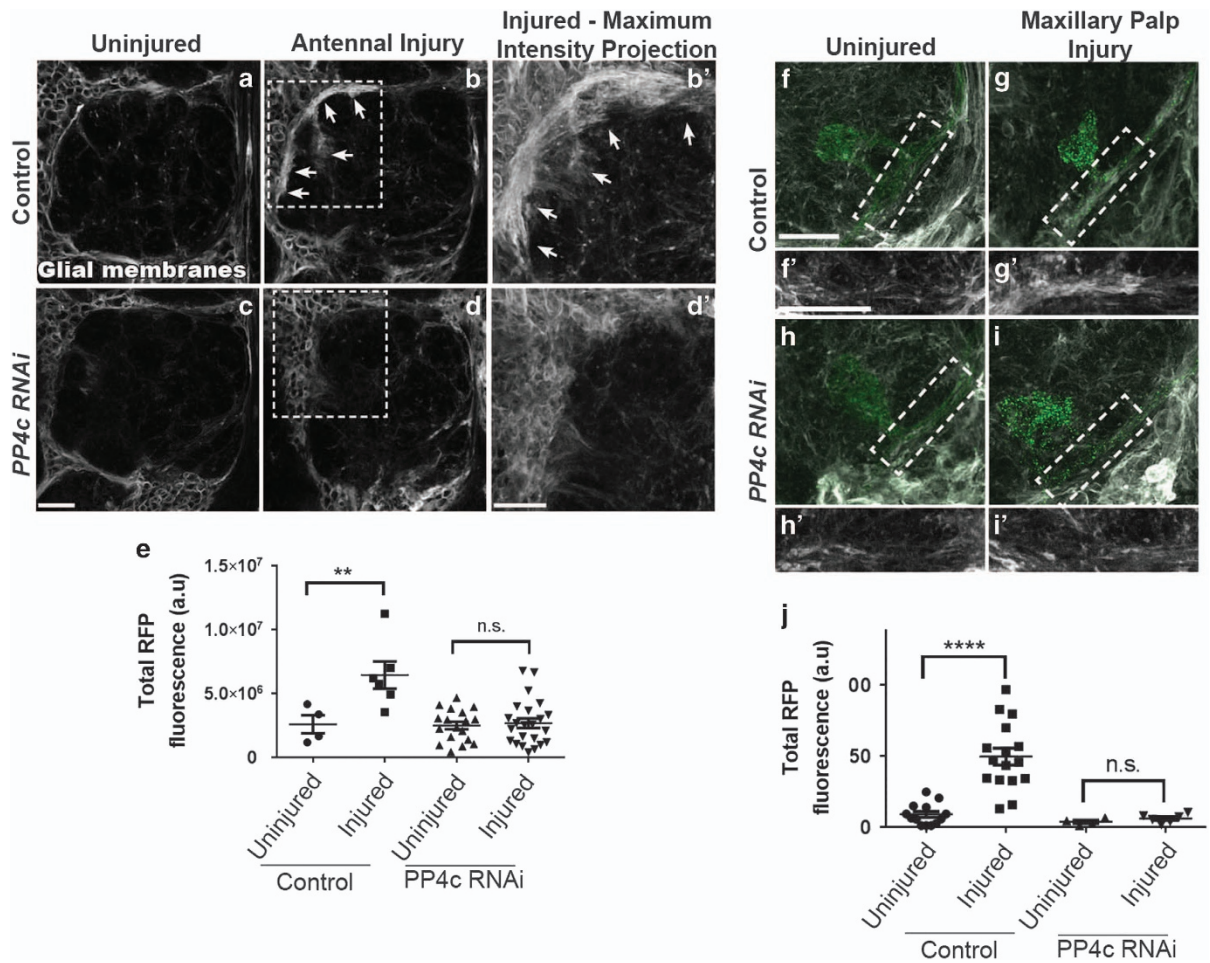 Uninjured
Antennal Injury
Injured - Maximum
Intensity Projection
Control
a
b
b’
Glial membranes
PP4c RNAi
c
d
d’
e
Total RFP
fluorescence (a.u)
1.5×10⁷
1.0×10⁷
5.0×10⁶
0
**
n.s.
Uninjured
Injured
Uninjured
Injured
Control
PP4c RNAi
Uninjured
Maxillary Palp
Injury
Control
f
g
f’
g’
PP4c RNAi
h
i
h’
i’
j
Total RFP
fluorescence (a.u)
00
50
0
****
n.s.
Uninjured
Injured
Uninjured
Injured
Control
PP4c RNAi